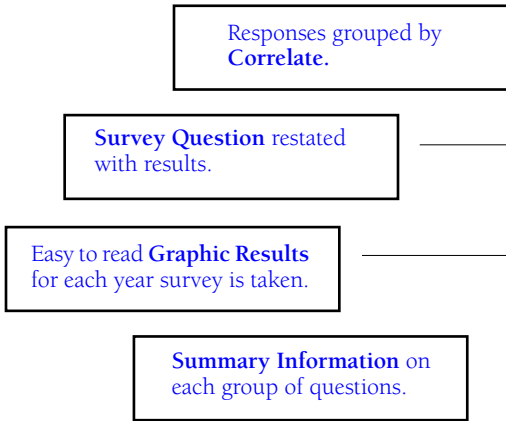 Responses grouped by
Correlate.
Survey Question restated
with results.
Easy to read Graphic Results
for each year survey is taken.
Summary Information on
each group of questions.